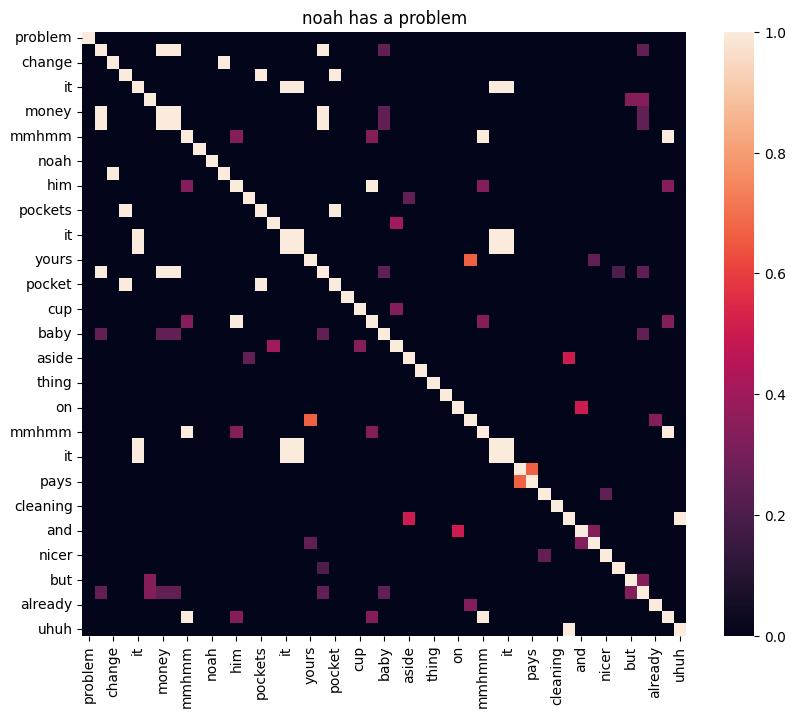 noah has a problem
problem
change
it
money
mmhmm
noah
him
pockets
it
yours
pocket
cup
baby
aside
thing
on
mmhmm
it
pays
cleaning
and
nicer
but
already
uhuh
1.0
0.8
0.6
0.4
0.2
0.0
problem change it money mmhmm noah him pockets it yours pocket cup baby aside thing on mmhmm it pays cleaning and nicer but already uhuh